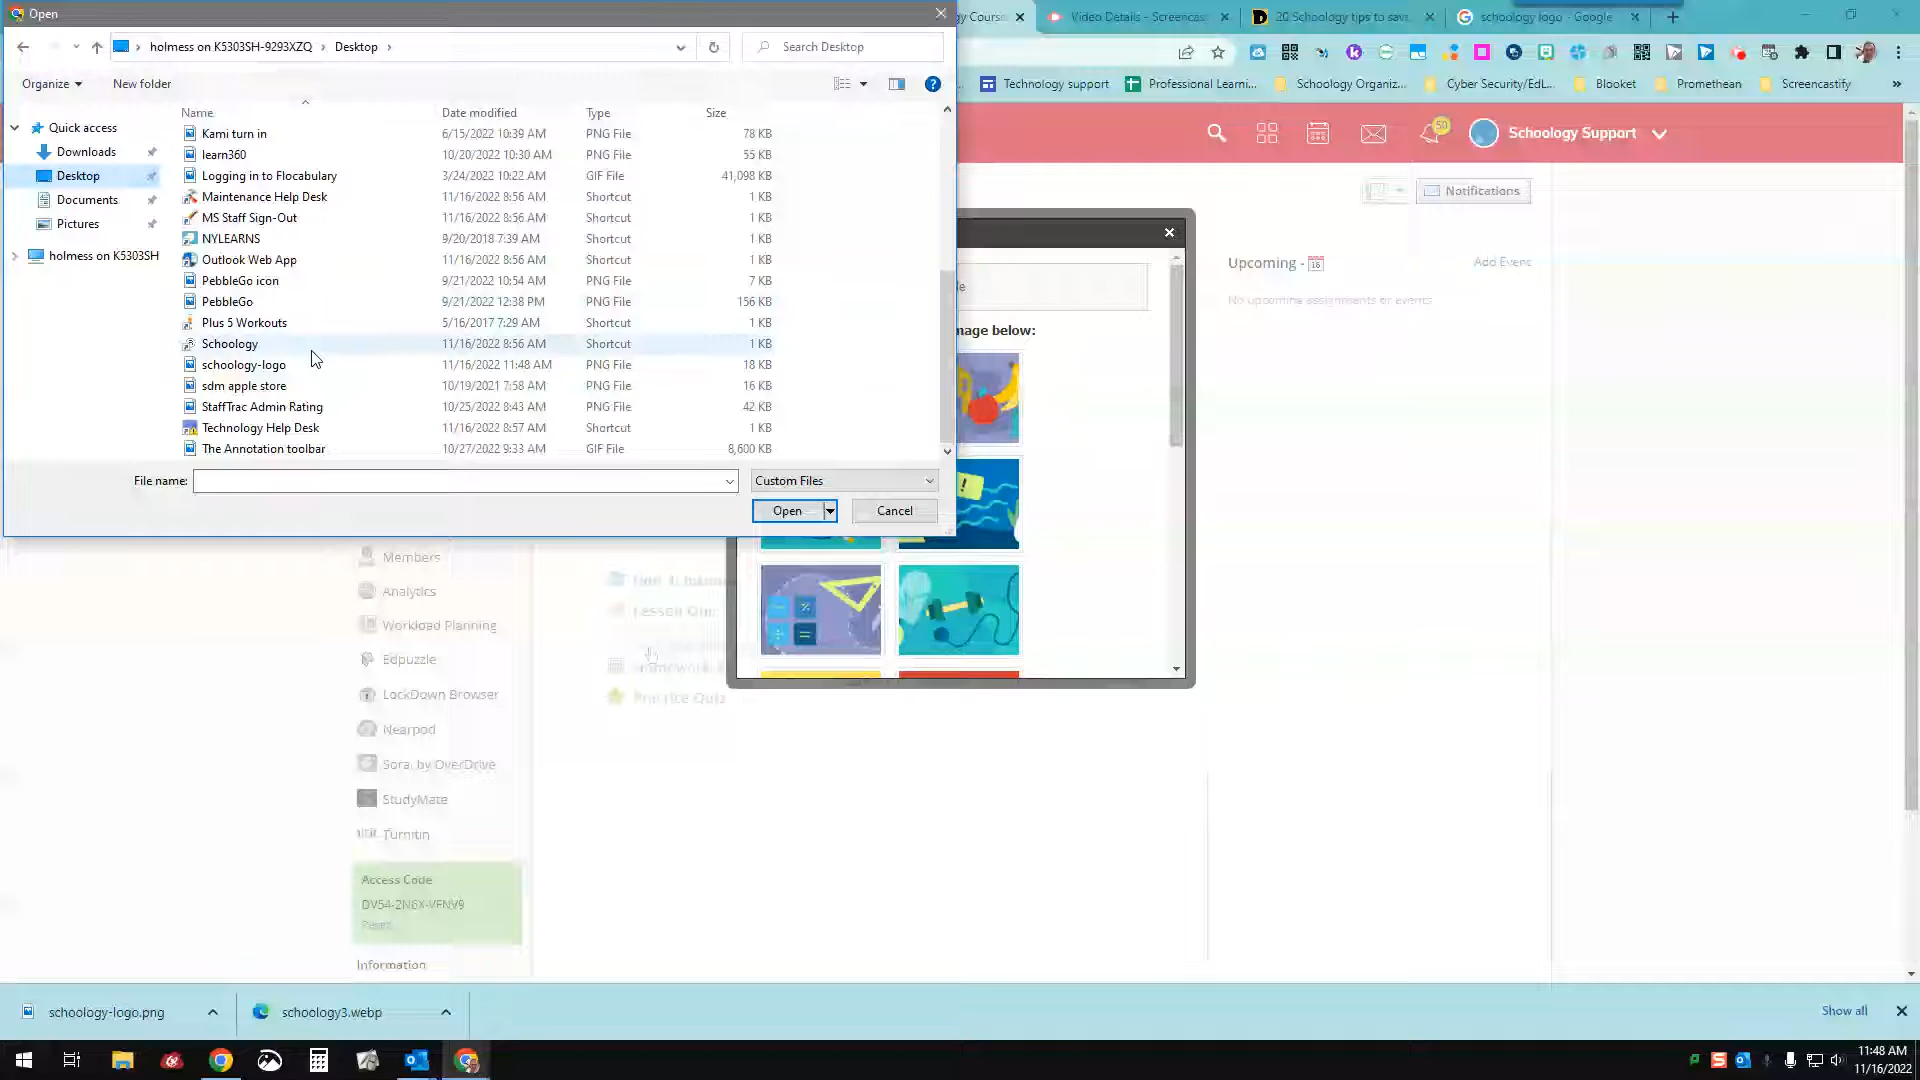 Open
gy Cours
Video Details - Screencas
20 Schoology tips to save
schoology logo - Google
holmess on K5303SH-9293XZQ
Desktop
Search Desktop
Organize
New folder
Technology support
Professional Learni...
Schoology Organiz...
Cyber Security/EdL...
Blooket
Promethean
Screencastify
Name
Date modified
Type
Size
Quick access
Downloads
Desktop
Documents
Pictures
holmess on K5303SH
Kami turn in 6/15/2022 10:39 AM PNG File 78 KB
learn360 10/20/2022 10:30 AM PNG File 55 KB
Logging in to Flocabulary 3/24/2022 10:22 AM GIF File 41,098 KB
Maintenance Help Desk 11/16/2022 8:56 AM Shortcut 1 KB
MS Staff Sign-Out 11/16/2022 8:56 AM Shortcut 1 KB
NYLEARNS 9/20/2018 7:39 AM Shortcut 1 KB
Outlook Web App 11/16/2022 8:56 AM Shortcut 1 KB
PebbleGo icon 9/21/2022 10:54 AM PNG File 7 KB
PebbleGo 9/21/2022 12:38 PM PNG File 156 KB
Plus 5 Workouts 5/16/2017 7:29 AM Shortcut 1 KB
Schoology 11/16/2022 8:56 AM Shortcut 1 KB
schoology-logo 11/16/2022 11:48 AM PNG File 18 KB
sdm apple store 10/19/2021 7:58 AM PNG File 16 KB
StaffTrac Admin Rating 10/25/2022 8:43 AM PNG File 42 KB
Technology Help Desk 11/16/2022 8:57 AM Shortcut 1 KB
The Annotation toolbar 10/27/2022 9:33 AM GIF File 8,600 KB
File name:
Custom Files
Open
Cancel
50
Schoology Support
Notifications
Upcoming -
Add Event
No upcoming assignments or events
mage below:
Members
Analytics
Workload Planning
Edpuzzle
LockDown Browser
Nearpod
Sora, by OverDrive
StudyMate
Turnitin
Lesson One
Practice Quiz
Access Code
Reset
Information
schoology-logo.png
schoology3.webp
Show all
11:48 AM
11/16/2022